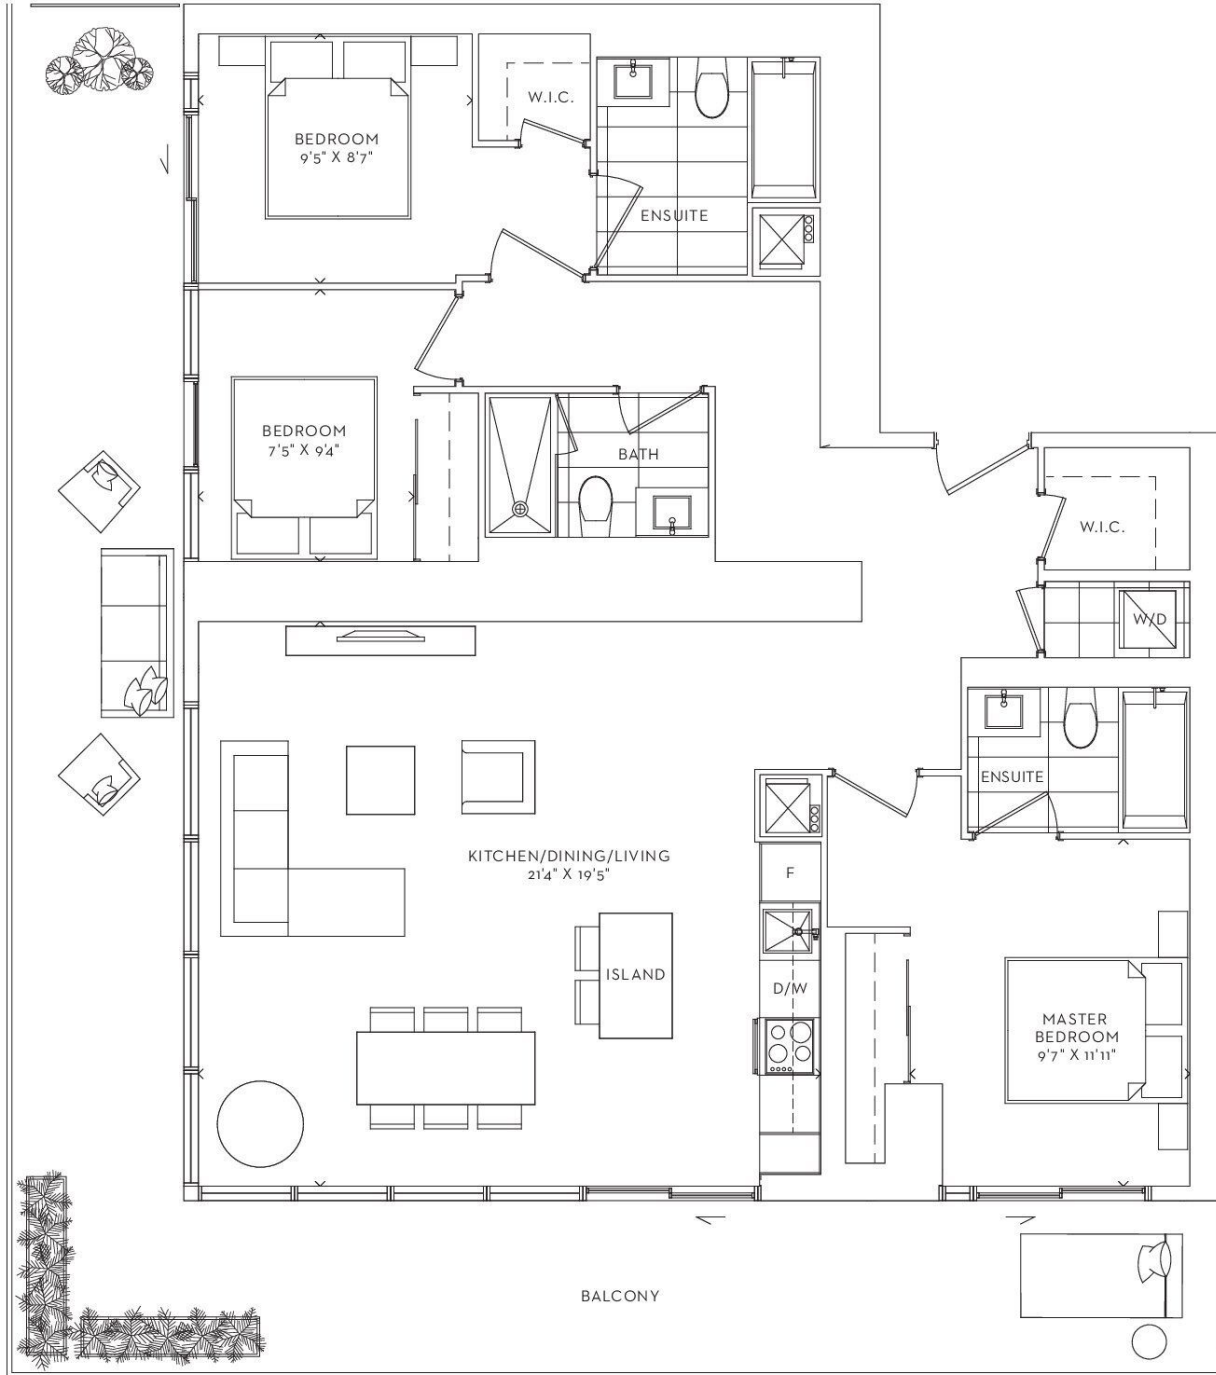 W.I.C.
BEDROOM
9'5" X 8'7"
ENSUITE
BEDROOM
7'5" X 9'4"
BATH
W.I.C.
W/D
ENSUITE
KITCHEN/DINING/LIVING
21'4" X 19'5"
F
ISLAND
D/W
MASTER
BEDROOM
9'7" X 11'11"
BALCONY